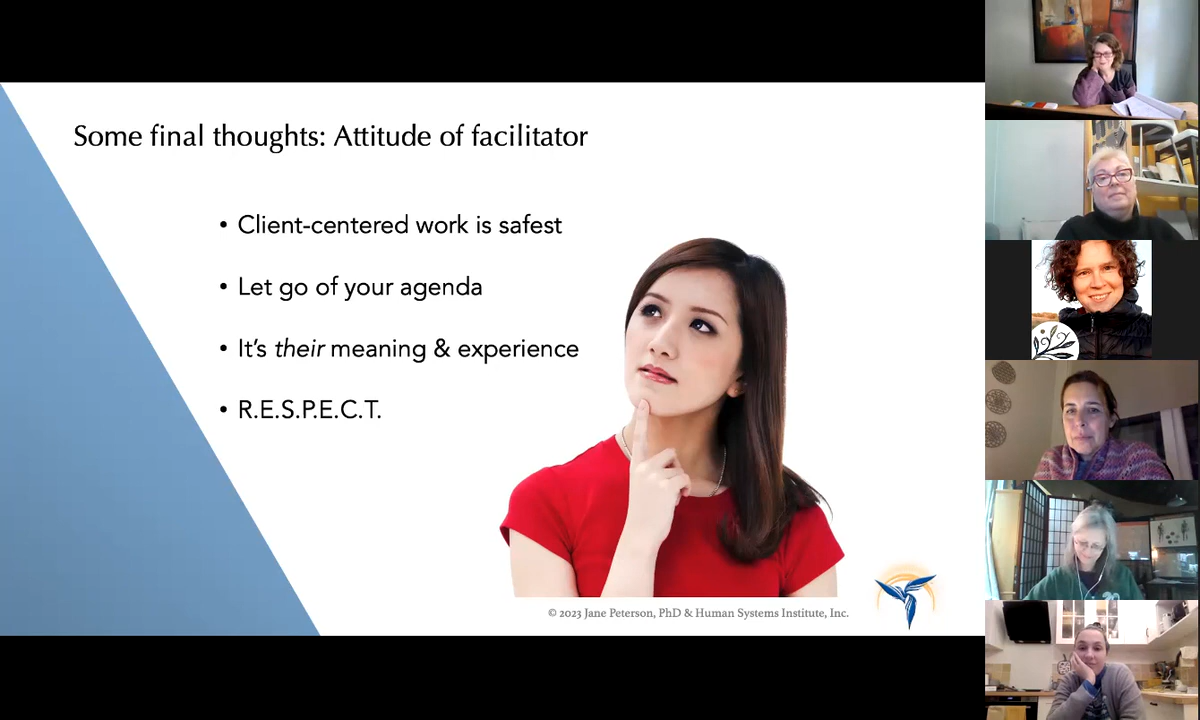 Some final thoughts: Attitude of facilitator
• Client-centered work is safest
• Let go of your agenda
• It’s their meaning & experience
• R.E.S.P.E.C.T.
© 2023 Jane Peterson, PhD & Human Systems Institute, Inc.